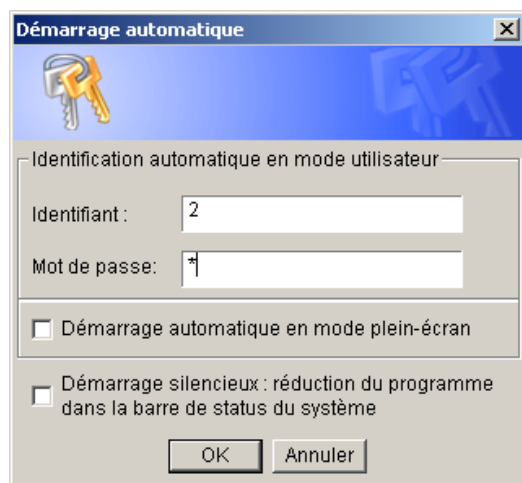 Démarrage automatique
Identification automatique en mode utilisateur
Identifiant :
2
Mot de passe:
*
Démarrage automatique en mode plein-écran
Démarrage silencieux : réduction du programme
dans la barre de status du système
OK
Annuler